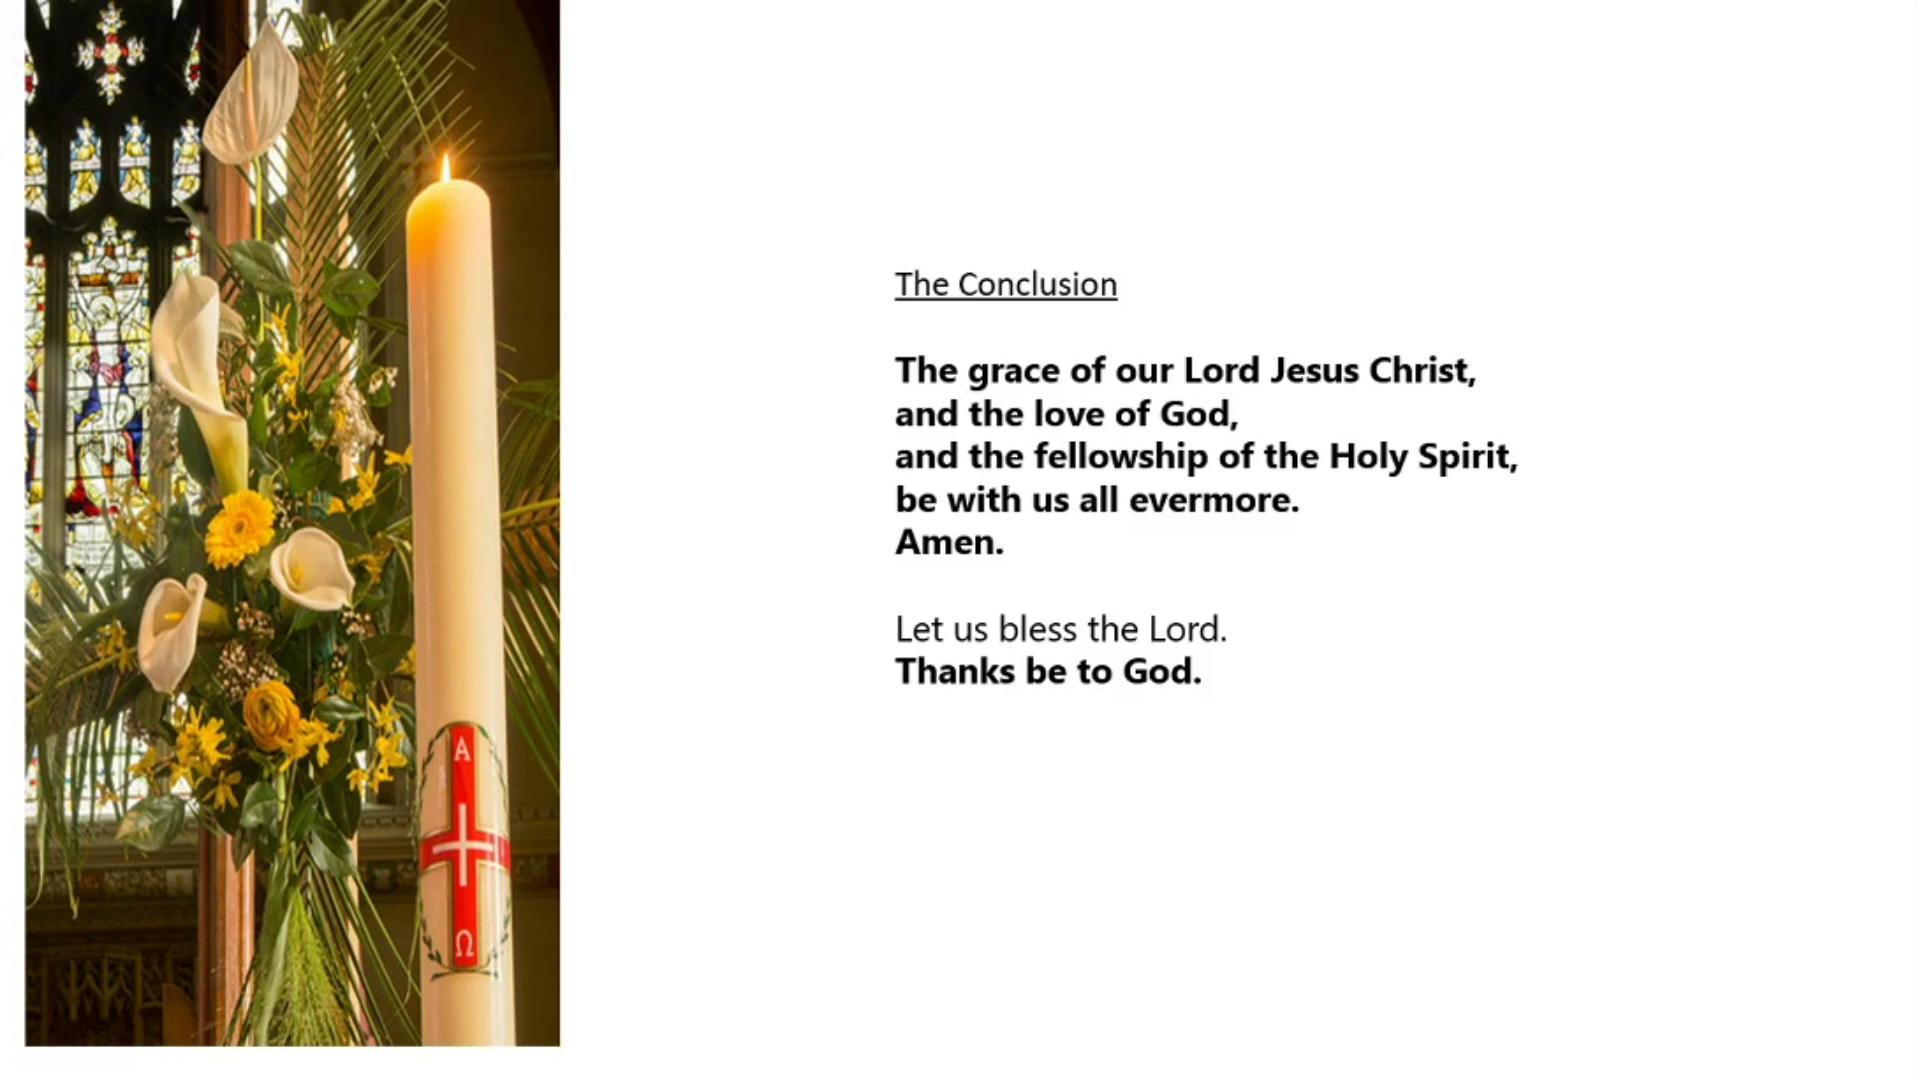 The Conclusion
The grace of our Lord Jesus Christ,
and the love of God,
and the fellowship of the Holy Spirit,
be with us all evermore.
Amen.
Let us bless the Lord.
Thanks be to God.
Α
Ω